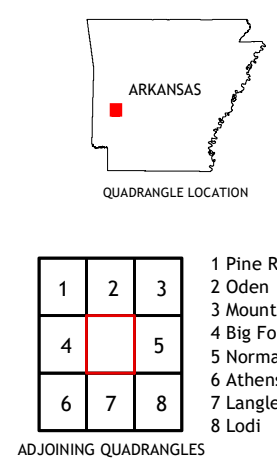 ARKANSAS
QUADRANGLE LOCATION
1 2 3
4 5
6 7 8
1 Pine R
2 Oden
3 Mount
4 Big Fo
5 Norma
6 Athens
7 Langle
8 Lodi
ADJOINING QUADRANGLES